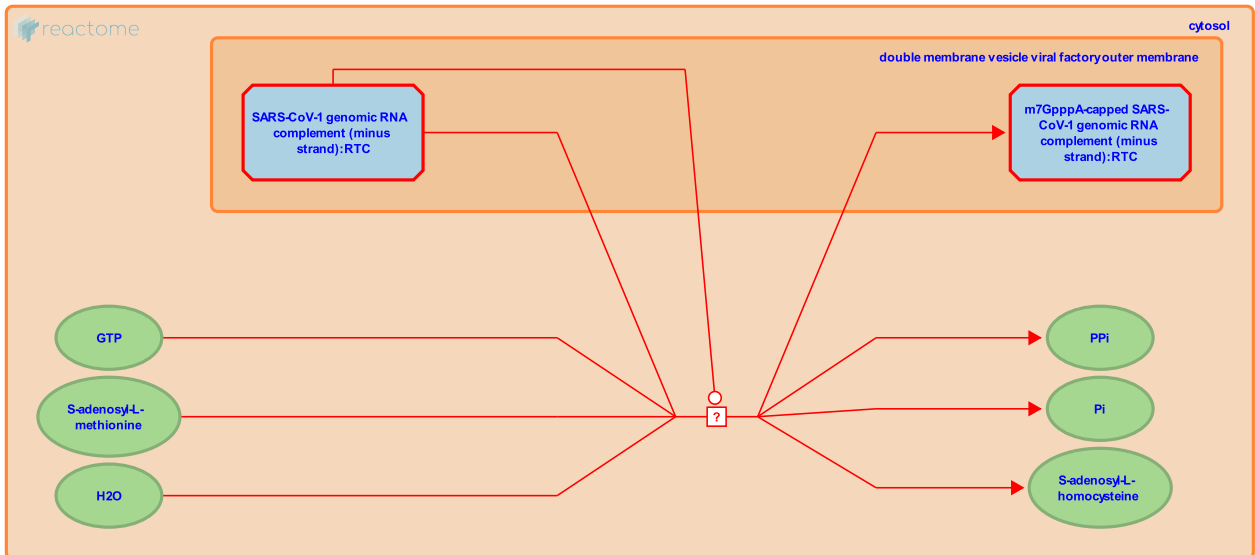 reactome
cytosol
double membrane vesicle viral factory outer membrane
SARS-CoV-1 genomic RNA
complement (minus
strand):RTC
m7GpppA-capped SARS-
CoV-1 genomic RNA
complement (minus
strand):RTC
GTP
S-adenosyl-L-
methionine
H2O
?
PPi
Pi
S-adenosyl-L-
homocysteine